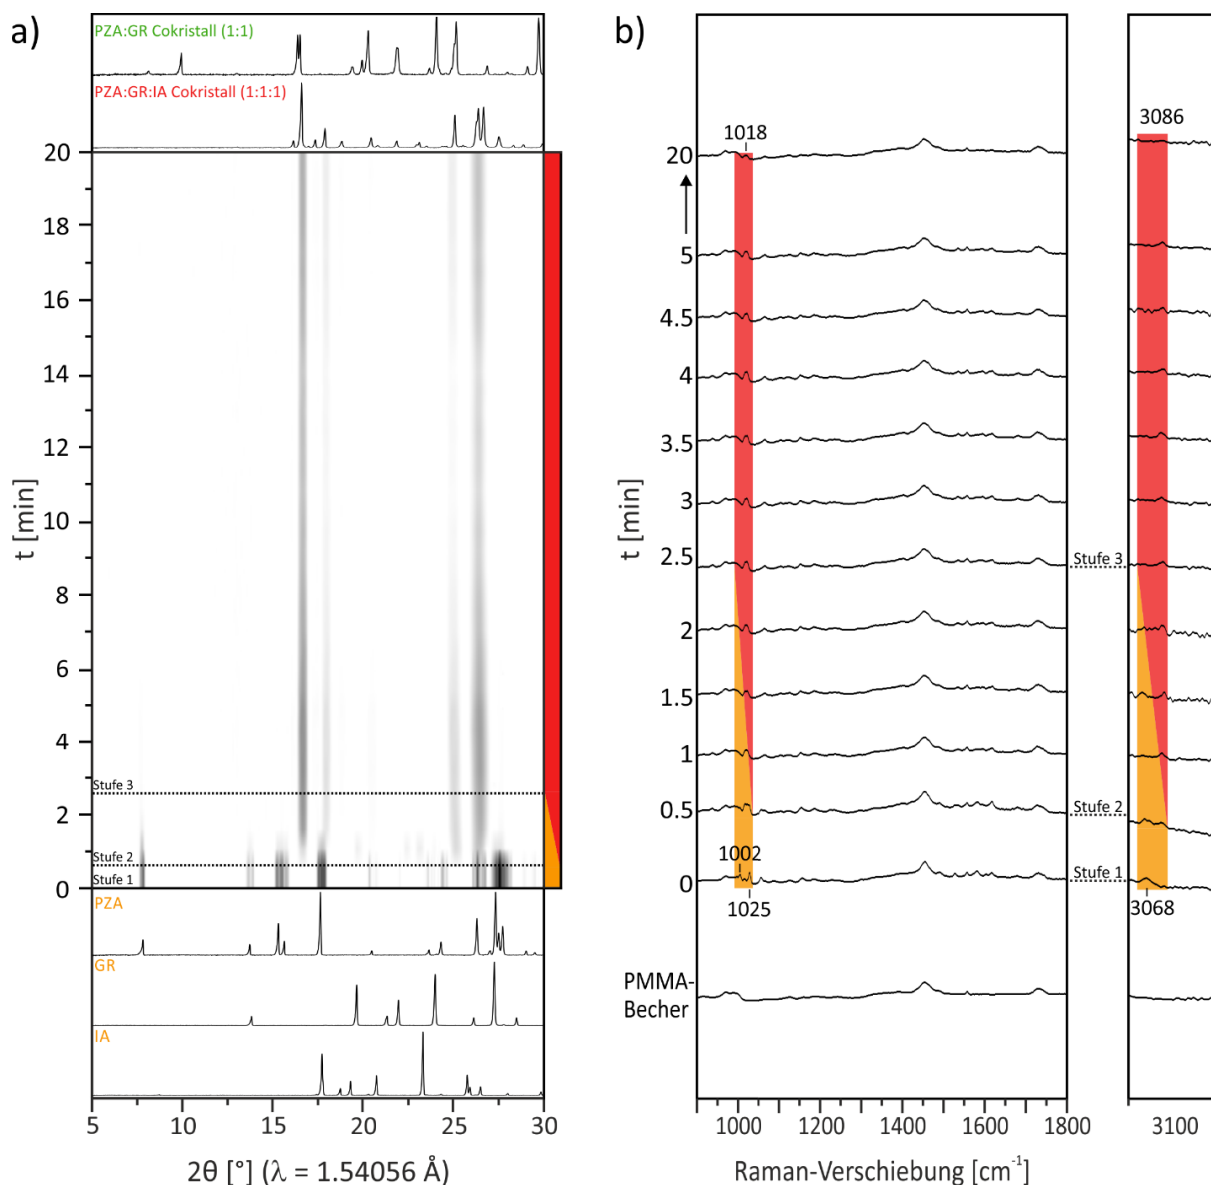 a)
PZA:GR Cokristall (1:1)
PZA:GR:IA Cokristall (1:1:1)
20
18
16
14
12
10
8
6
4
2
0
t [min]
Stufe 3
Stufe 2
Stufe 1
PZA
GR
IA
5
10
15
20
25
30
2θ [°] (λ = 1.54056 Å)
b)
1018
3086
20
5
4.5
4
3.5
3
2.5
2
1.5
1
0.5
0
t [min]
Stufe 3
Stufe 2
Stufe 1
1002
1025
3068
PMMA-
Becher
1000
1200
1400
1600
1800
3100
Raman-Verschiebung [cm⁻¹]